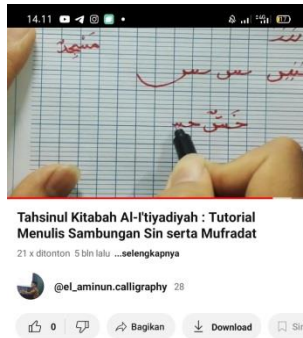 14.11
مَسْجِدٌ
س س
خَسٌّ حس
Tahsinul Kitabah Al-I'tiyadiyah : Tutorial
Menulis Sambungan Sin serta Mufradat
21 x ditonton 5 bln lalu ...selengkapnya
@el_aminun.calligraphy 28
0 Bagikan Download